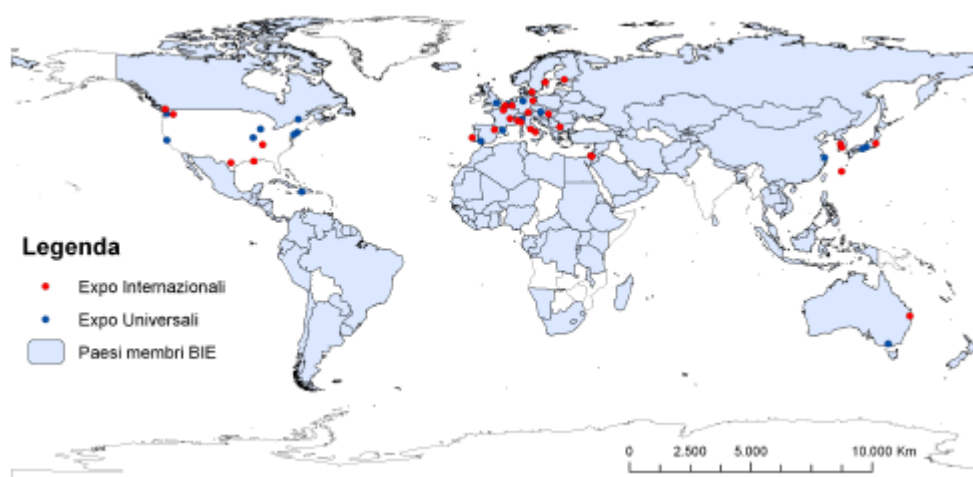 Legenda
Expo Internazionali
Expo Universali
Paesi membri BIE
0 2.500 5.000 10.000 Km